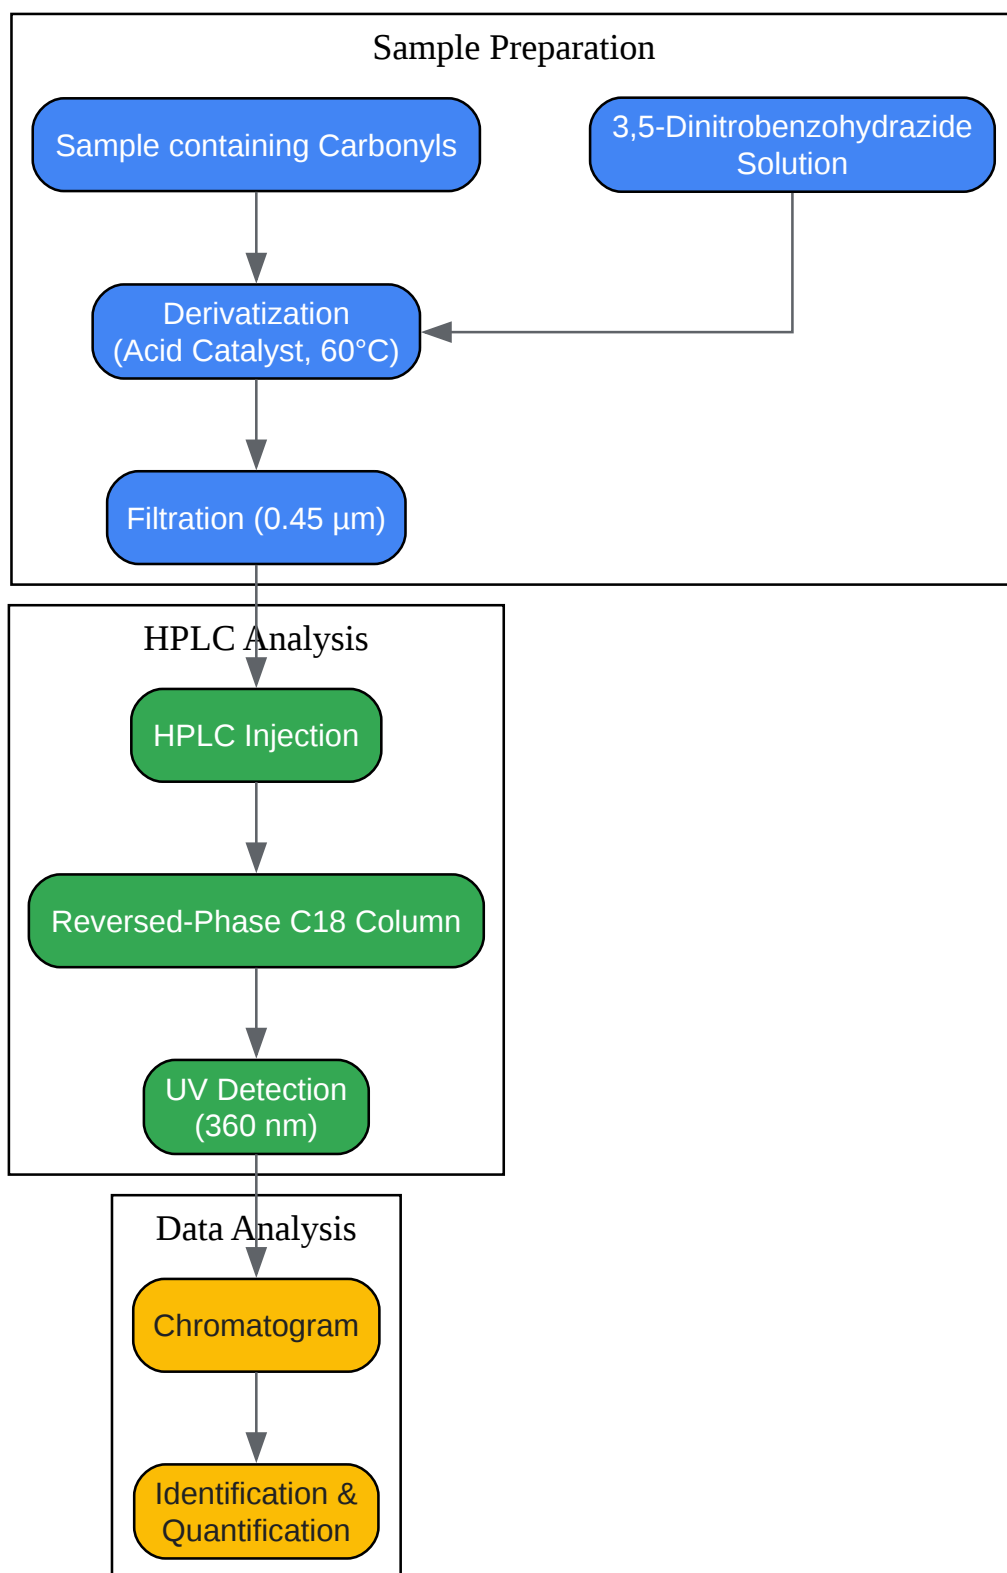 Sample Preparation
Sample containing Carbonyls
3,5-Dinitrobenzohydrazide
Solution
Derivatization
(Acid Catalyst, 60°C)
Filtration (0.45 µm)
HPLC Analysis
HPLC Injection
Reversed-Phase C18 Column
UV Detection
(360 nm)
Data Analysis
Chromatogram
Identification &
Quantification